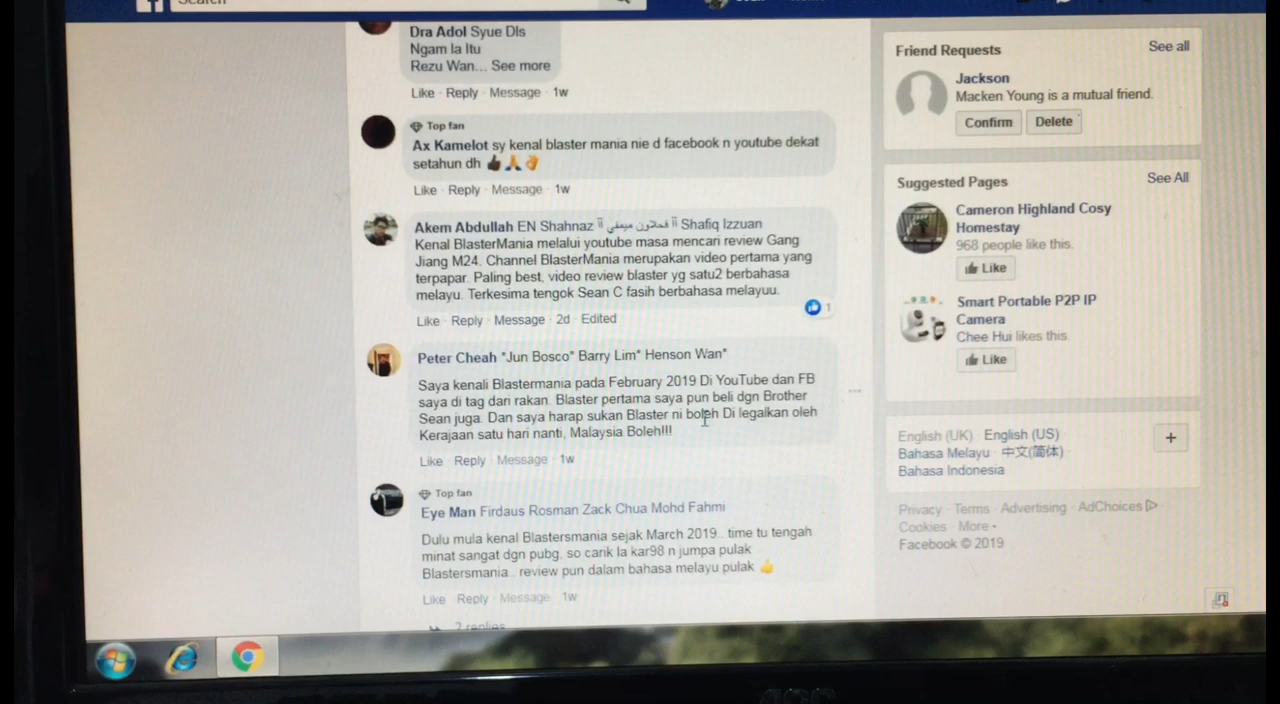 Search
Dra Adol Syue Dls
Ngam la Itu
Rezu Wan... See more
Like · Reply · Message · 1w
Top fan
Ax Kamelot sy kenal blaster mania nie d facebook n youtube dekat
setahun dh 👍🙏👌
Like · Reply · Message · 1w
Akem Abdullah EN Shahnaz Shafiq Izzuan
Kenal BlasterMania melalui youtube masa mencari review Gang
Jiang M24. Channel BlasterMania merupakan video pertama yang
terpapar. Paling best, video review blaster yg satu2 berbahasa
melayu. Terkesima tengok Sean C fasih berbahasa melayuu.
1
Like · Reply · Message · 2d · Edited
Peter Cheah "Jun Bosco" Barry Lim" Henson Wan"
Saya kenali Blastermania pada February 2019 Di YouTube dan FB
saya di tag dari rakan. Blaster pertama saya pun beli dgn Brother
Sean juga. Dan saya harap sukan Blaster ni boleh Di legalkan oleh
Kerajaan satu hari nanti, Malaysia Boleh!!!
Like · Reply · Message · 1w
Top fan
Eye Man Firdaus Rosman Zack Chua Mohd Fahmi
Dulu mula kenal Blastersmania sejak March 2019.. time tu tengah
minat sangat dgn pubg. so carik la kar98 n jumpa pulak
Blastersmania.. review pun dalam bahasa melayu pulak 👍
Like · Reply · Message · 1w
2 replies
Friend Requests
See all
Jackson
Macken Young is a mutual friend.
Confirm
Delete
Suggested Pages
See All
Cameron Highland Cosy
Homestay
968 people like this.
Like
Smart Portable P2P IP
Camera
Chee Hui likes this.
Like
English (UK) · English (US) ·
Bahasa Melayu · 中文(简体) ·
Bahasa Indonesia
+
Privacy · Terms · Advertising · AdChoices ·
Cookies · More
Facebook © 2019